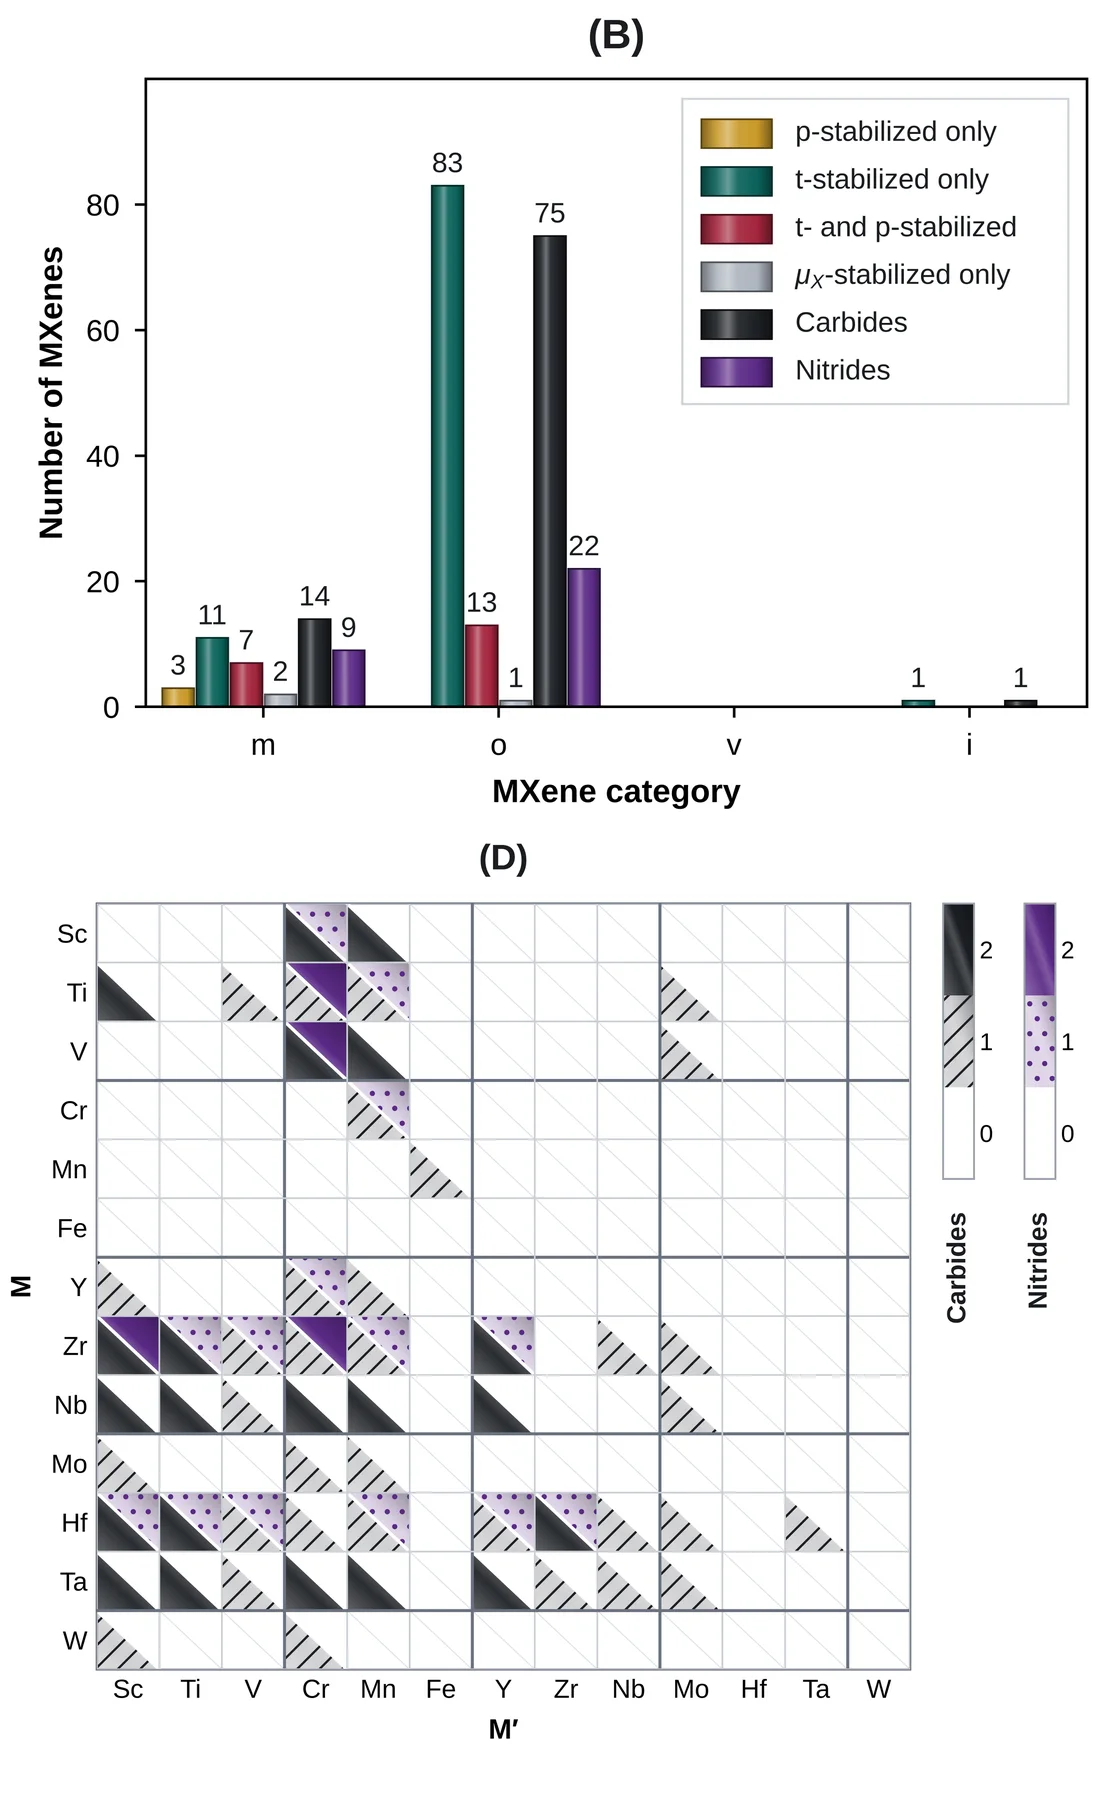 (B)
p-stabilized only
t-stabilized only
t- and p-stabilized
μX-stabilized only
Carbides
Nitrides
Number of MXenes
80
60
40
20
0
83
75
22
13
1
3
11
7
2
14
9
1
1
m o v i
MXene category
(D)
Sc
Ti
V
Cr
Mn
Fe
Y
Zr
Nb
Mo
Hf
Ta
W
M
Sc Ti V Cr Mn Fe Y Zr Nb Mo Hf Ta W
M′
2
1
0
Carbides
2
1
0
Nitrides